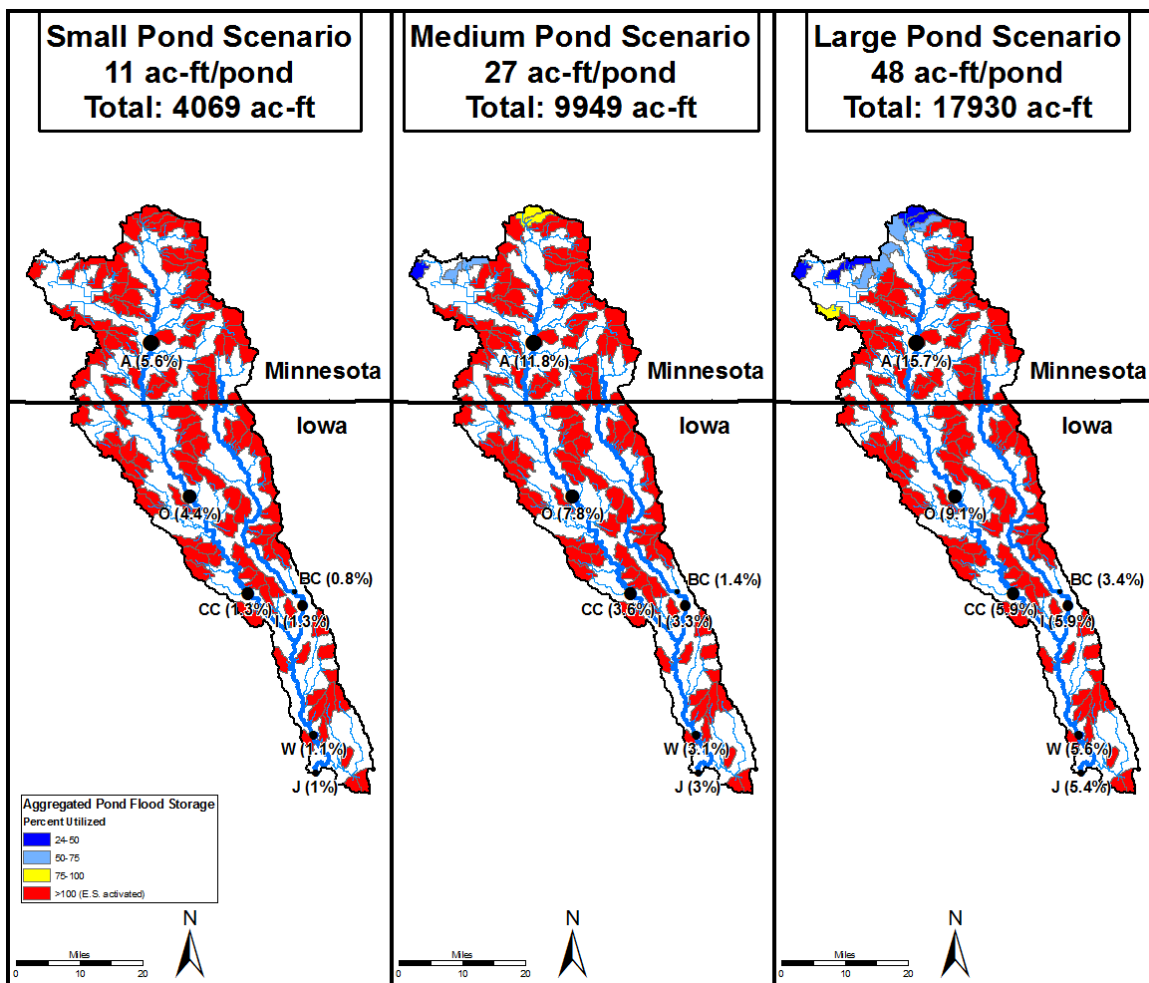 Small Pond Scenario
11 ac-ft/pond
Total: 4069 ac-ft
A (5.6%)
Minnesota
Iowa
O (4.4%)
BC (0.8%)
CC (1.3%)
I (1.3%)
W (1.1%)
J (1%)
Aggregated Pond Flood Storage
Percent Utilized
24-50
50-75
75-100
>100 (E.S. activated)
N
Miles
0 10 20
Medium Pond Scenario
27 ac-ft/pond
Total: 9949 ac-ft
A (11.8%)
Minnesota
Iowa
O (7.8%)
BC (1.4%)
CC (3.6%)
I (3.3%)
W (3.1%)
J (3%)
N
Miles
0 10 20
Large Pond Scenario
48 ac-ft/pond
Total: 17930 ac-ft
A (15.7%)
Minnesota
Iowa
O (9.1%)
BC (3.4%)
CC (5.9%)
I (5.9%)
W (5.6%)
J (5.4%)
N
Miles
0 10 20